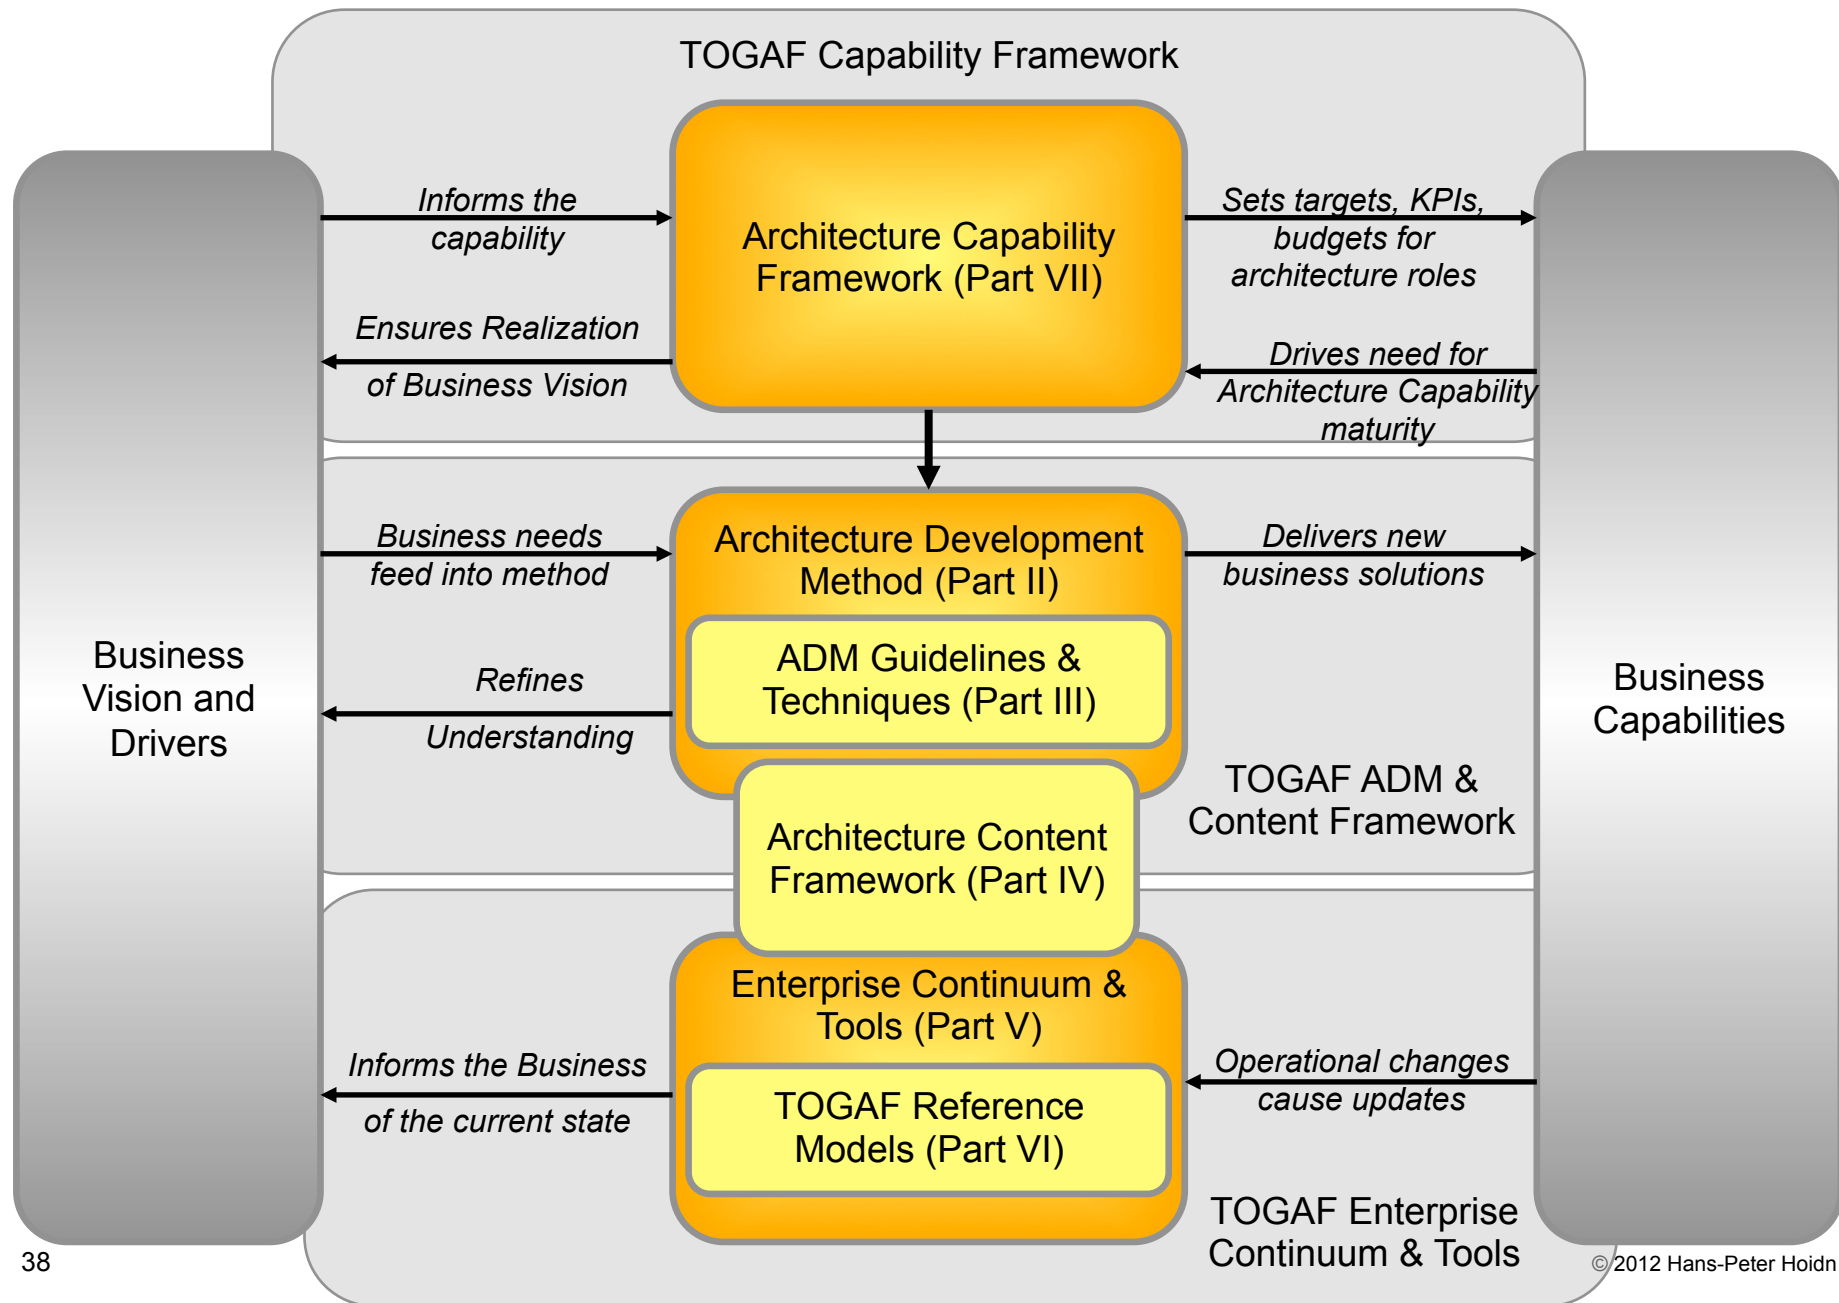 TOGAF Capability Framework
Informs the
capability
Ensures Realization
of Business Vision
Architecture Capability
Framework (Part VII)
Sets targets, KPIs,
budgets for
architecture roles
Drives need for
Architecture Capability
maturity
Business
Vision and
Drivers
Business needs
feed into method
Refines
Understanding
Architecture Development
Method (Part II)
ADM Guidelines &
Techniques (Part III)
Delivers new
business solutions
TOGAF ADM &
Content Framework
Business
Capabilities
Architecture Content
Framework (Part IV)
Enterprise Continuum &
Tools (Part V)
TOGAF Reference
Models (Part VI)
Informs the Business
of the current state
Operational changes
cause updates
TOGAF Enterprise
Continuum & Tools
38
© 2012 Hans-Peter Hoidn